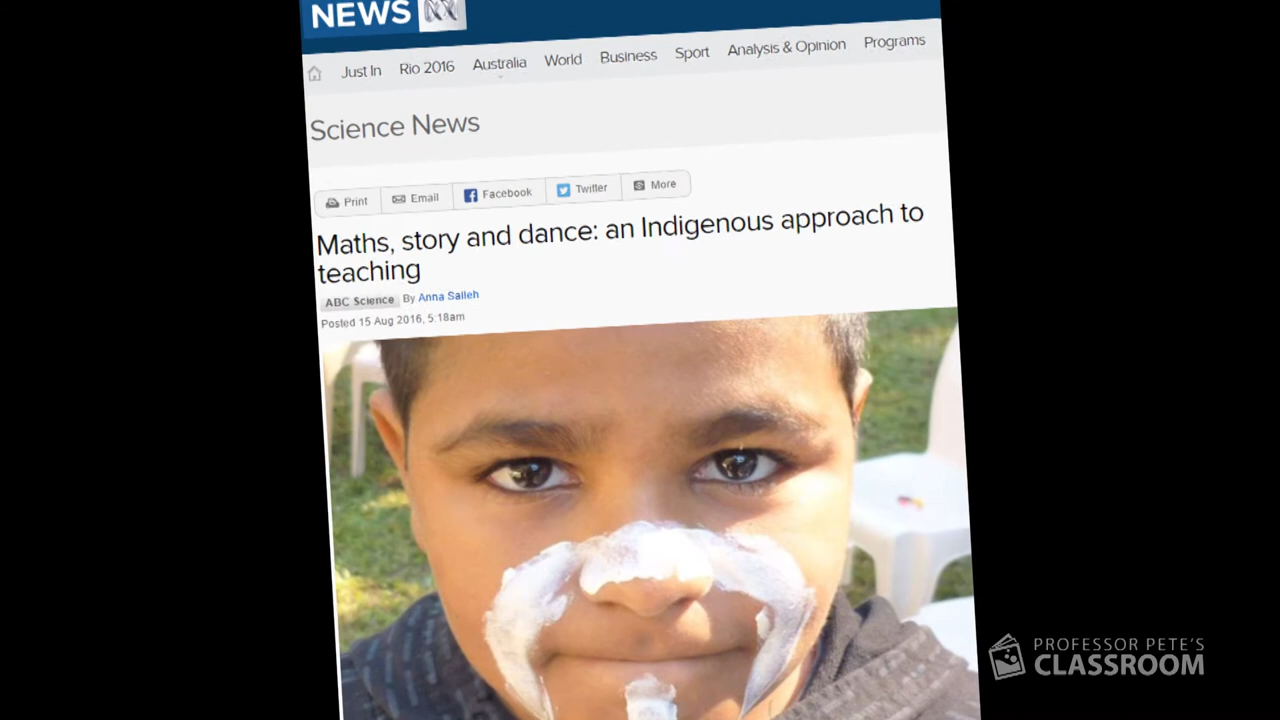 NEWS
Just In Rio 2016 Australia World Business Sport Analysis & Opinion Programs
Science News
Print Email Facebook Twitter More
Maths, story and dance: an Indigenous approach to
teaching
ABC Science By Anna Salleh
Posted 15 Aug 2016, 5:18am
PROFESSOR PETE'S
CLASSROOM